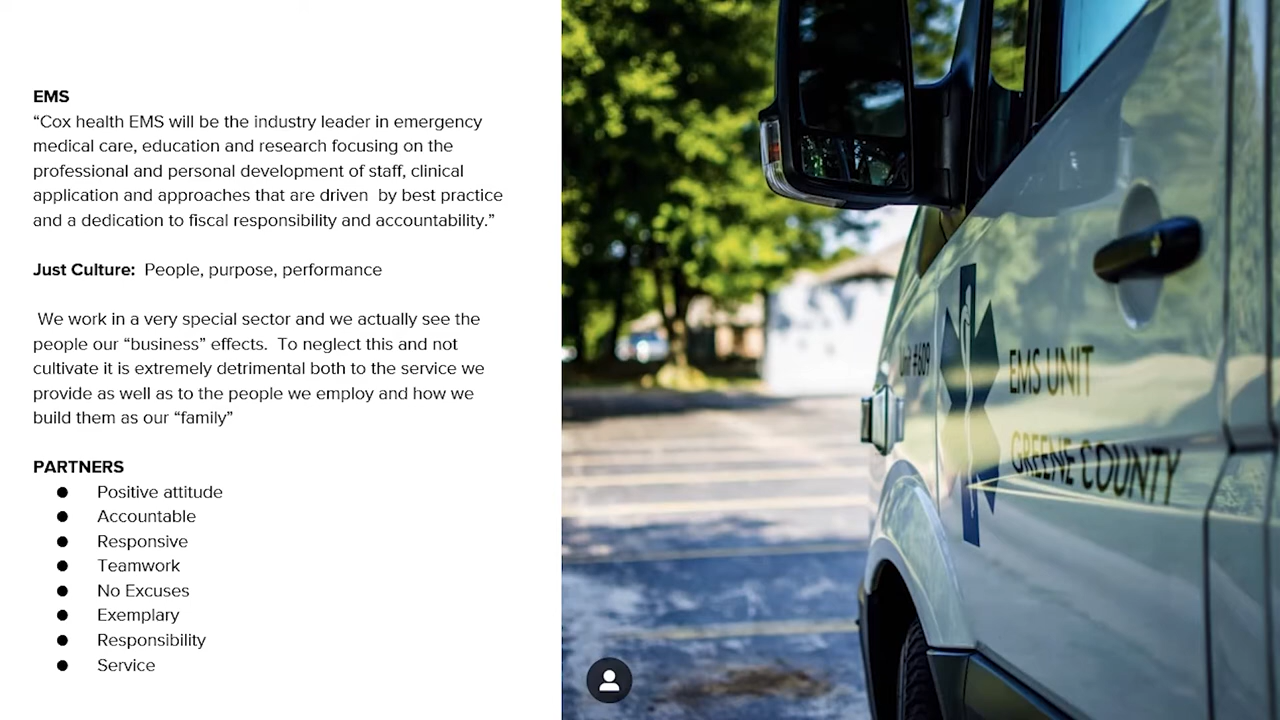 EMS
“Cox health EMS will be the industry leader in emergency
medical care, education and research focusing on the
professional and personal development of staff, clinical
application and approaches that are driven  by best practice
and a dedication to fiscal responsibility and accountability.”
Just Culture:  People, purpose, performance
We work in a very special sector and we actually see the
people our “business” effects.  To neglect this and not
cultivate it is extremely detrimental both to the service we
provide as well as to the people we employ and how we
build them as our “family”
PARTNERS
● Positive attitude
● Accountable
● Responsive
● Teamwork
● No Excuses
● Exemplary
● Responsibility
● Service
Unit #609
EMS UNIT
GREENE COUNTY